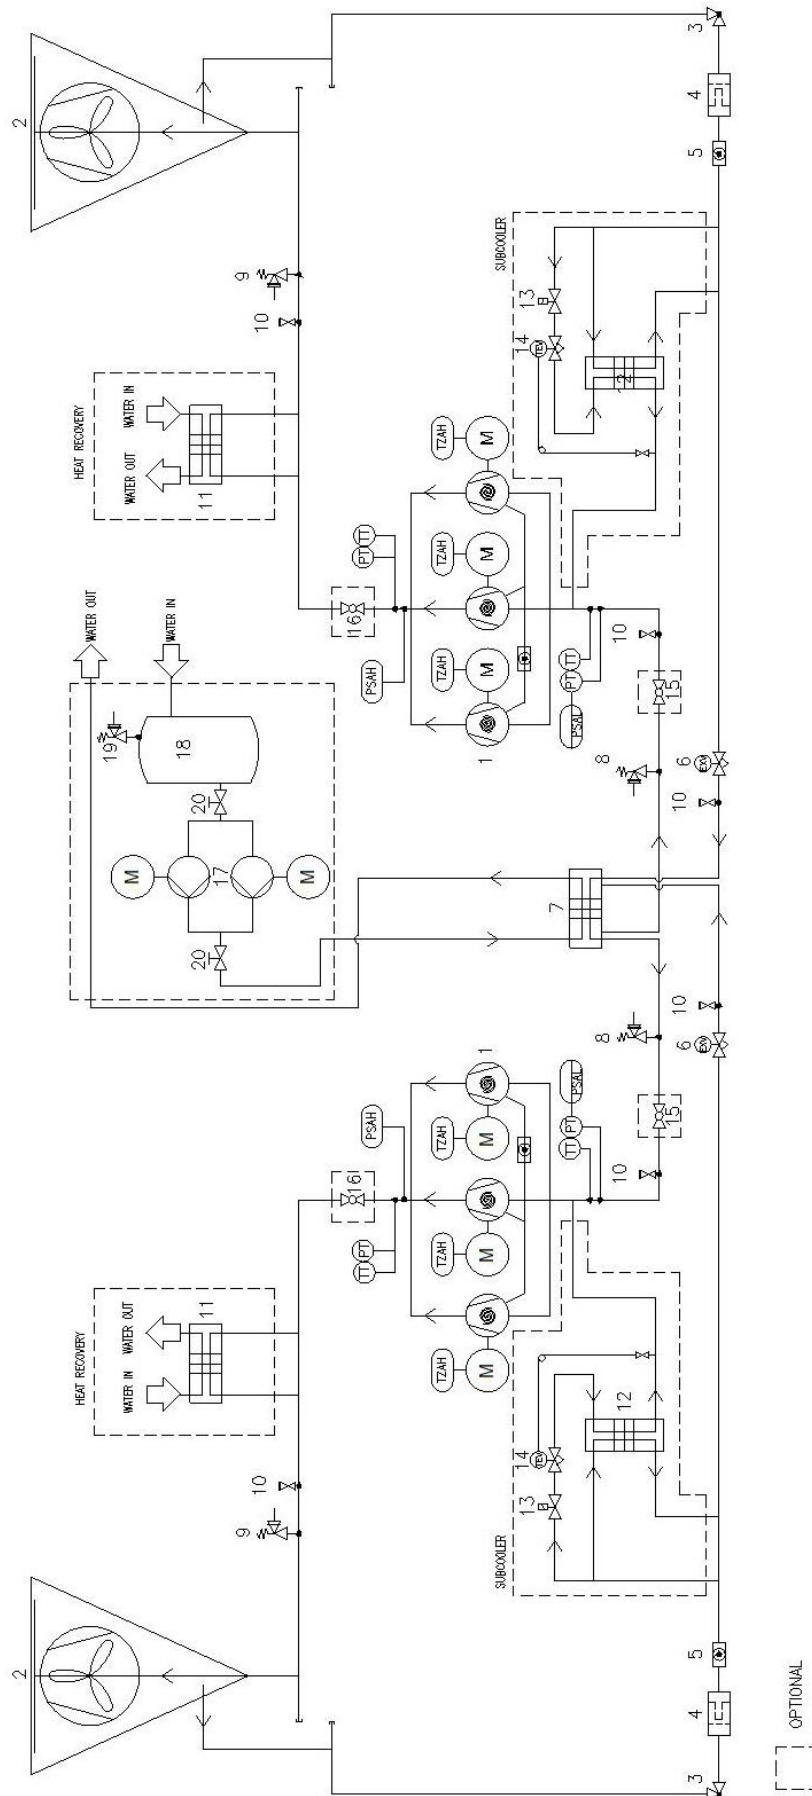 2
2
3
4
5
SUBCOOLER
13
14
TEV
9
10
HEAT RECOVERY
WATER IN
WATER OUT
11
PT
TT
TZAH
M
TZAH
M
TZAH
M
16
PSAH
1
PT
TT
PSAL
10
15
8
6
EXV
10
WATER OUT
WATER IN
19
18
20
17
M
M
20
7
10
6
EXV
8
1
PSAL
PT
TT
15
10
PSAH
16
TT
PT
TZAH
M
TZAH
M
TZAH
M
HEAT RECOVERY
WATER IN
WATER OUT
11
10
9
12
14
TEV
13
SUBCOOLER
5
4
3
OPTIONAL